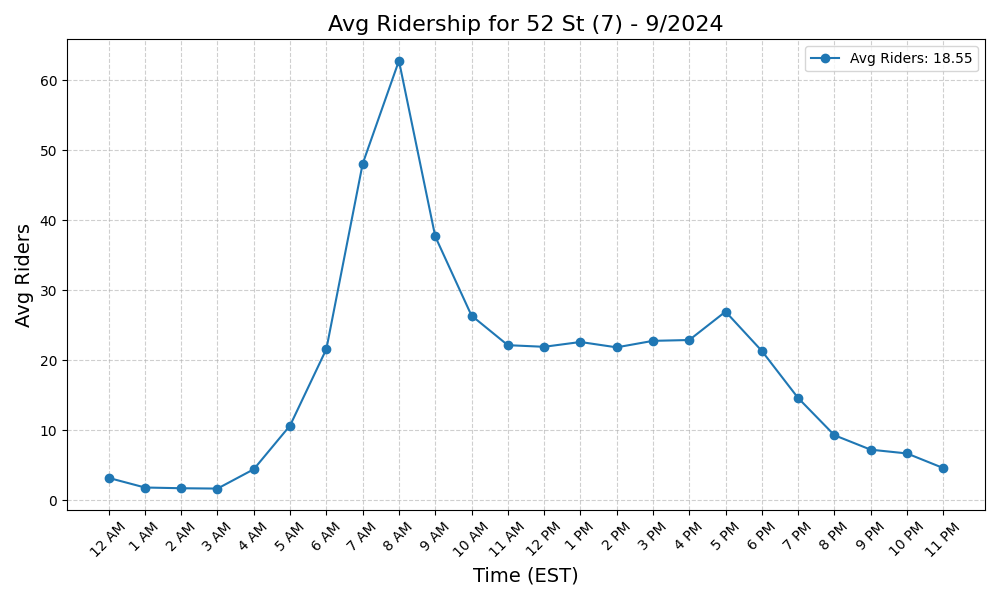 Avg Ridership for 52 St (7) - 9/2024
Avg Riders: 18.55
Avg Riders
60
50
40
30
20
10
0
12 AM
1 AM
2 AM
3 AM
4 AM
5 AM
6 AM
7 AM
8 AM
9 AM
10 AM
11 AM
12 PM
1 PM
2 PM
3 PM
4 PM
5 PM
6 PM
7 PM
8 PM
9 PM
10 PM
11 PM
Time (EST)